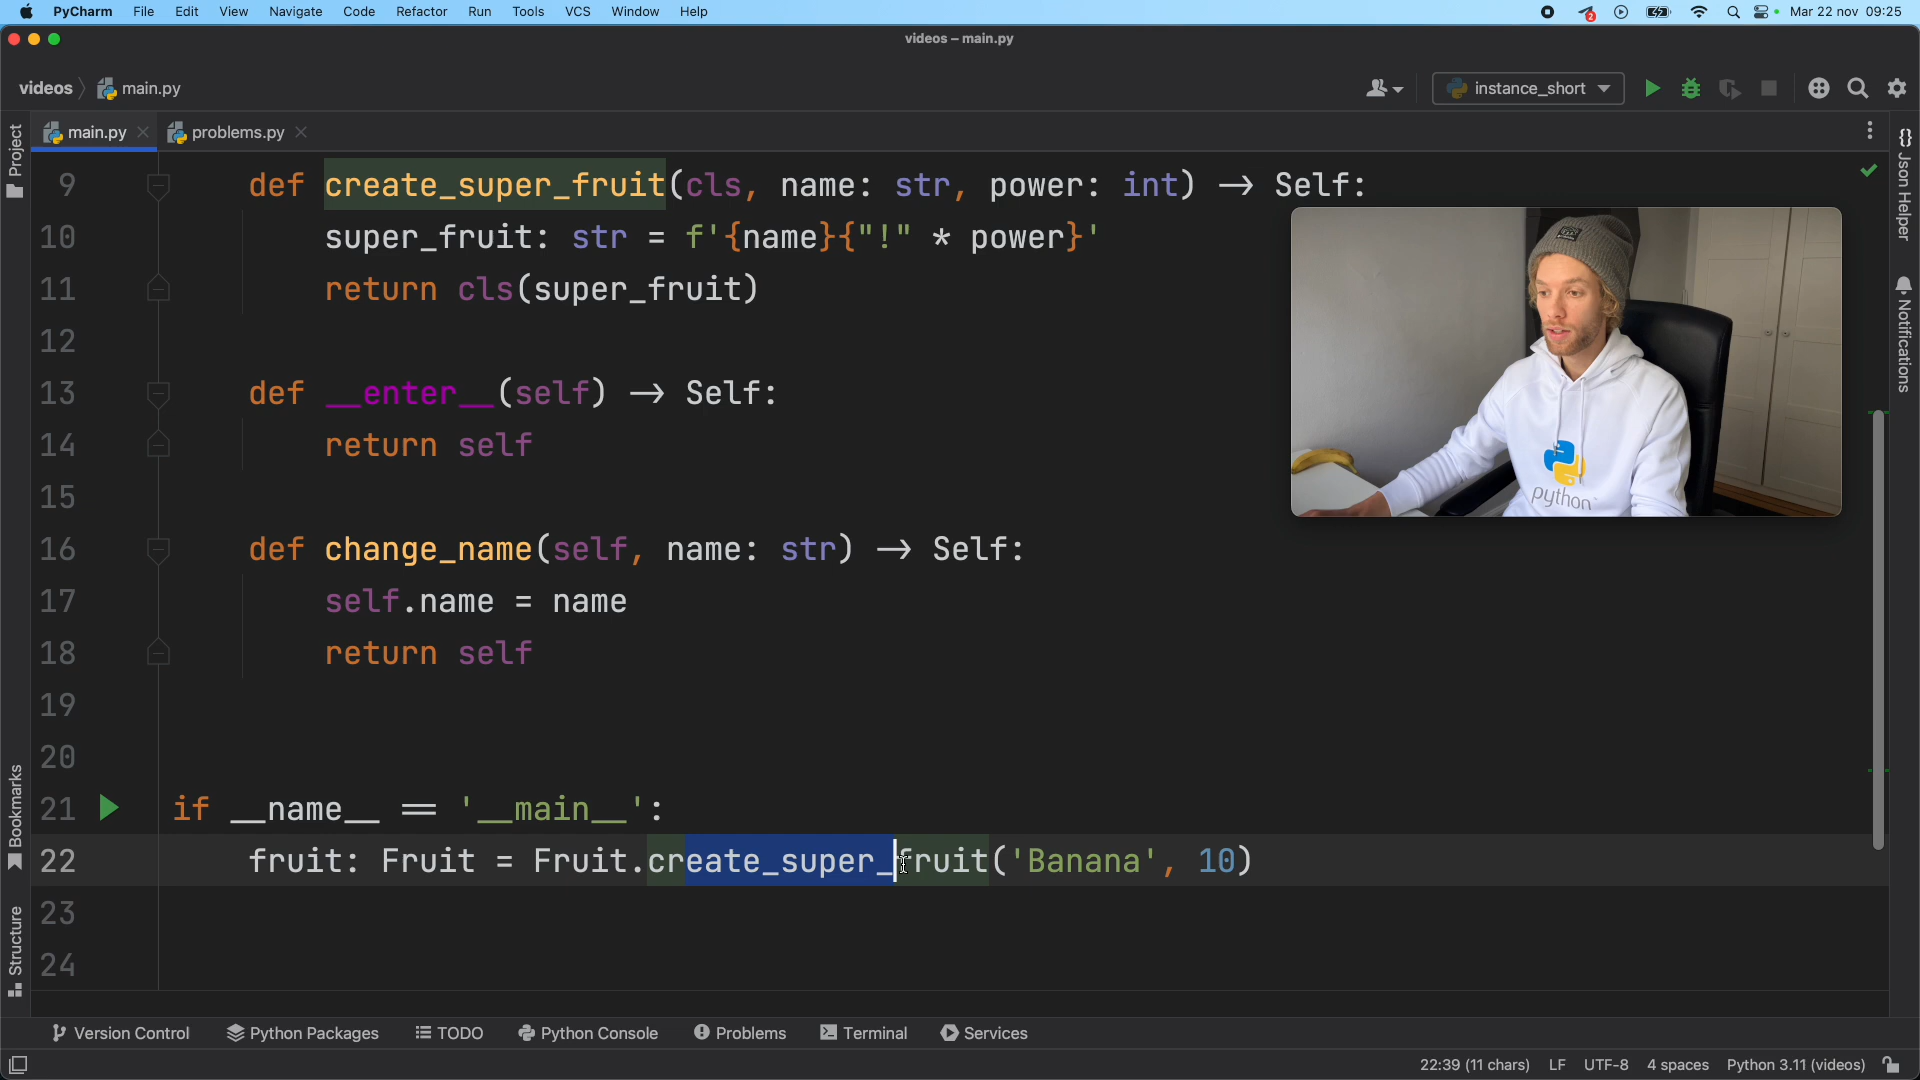 PyCharm File Edit View Navigate Code Refactor Run Tools VCS Window Help
2
Mar 22 nov 09:25
videos – main.py
videos main.py
instance_short
main.py problems.py
Project
Json Helper
Notifications
Bookmarks
Structure
9 def create_super_fruit(cls, name: str, power: int) → Self:
10 super_fruit: str = f'{name}{"!" * power}'
11 return cls(super_fruit)
12
13 def __enter__(self) → Self:
14 return self
15
16 def change_name(self, name: str) → Self:
17 self.name = name
18 return self
19
20
21 if __name__ == '__main__':
22 fruit: Fruit = Fruit.create_super_fruit('Banana', 10)
23
24
python
Version Control Python Packages TODO Python Console Problems Terminal Services
22:39 (11 chars) LF UTF-8 4 spaces Python 3.11 (videos)